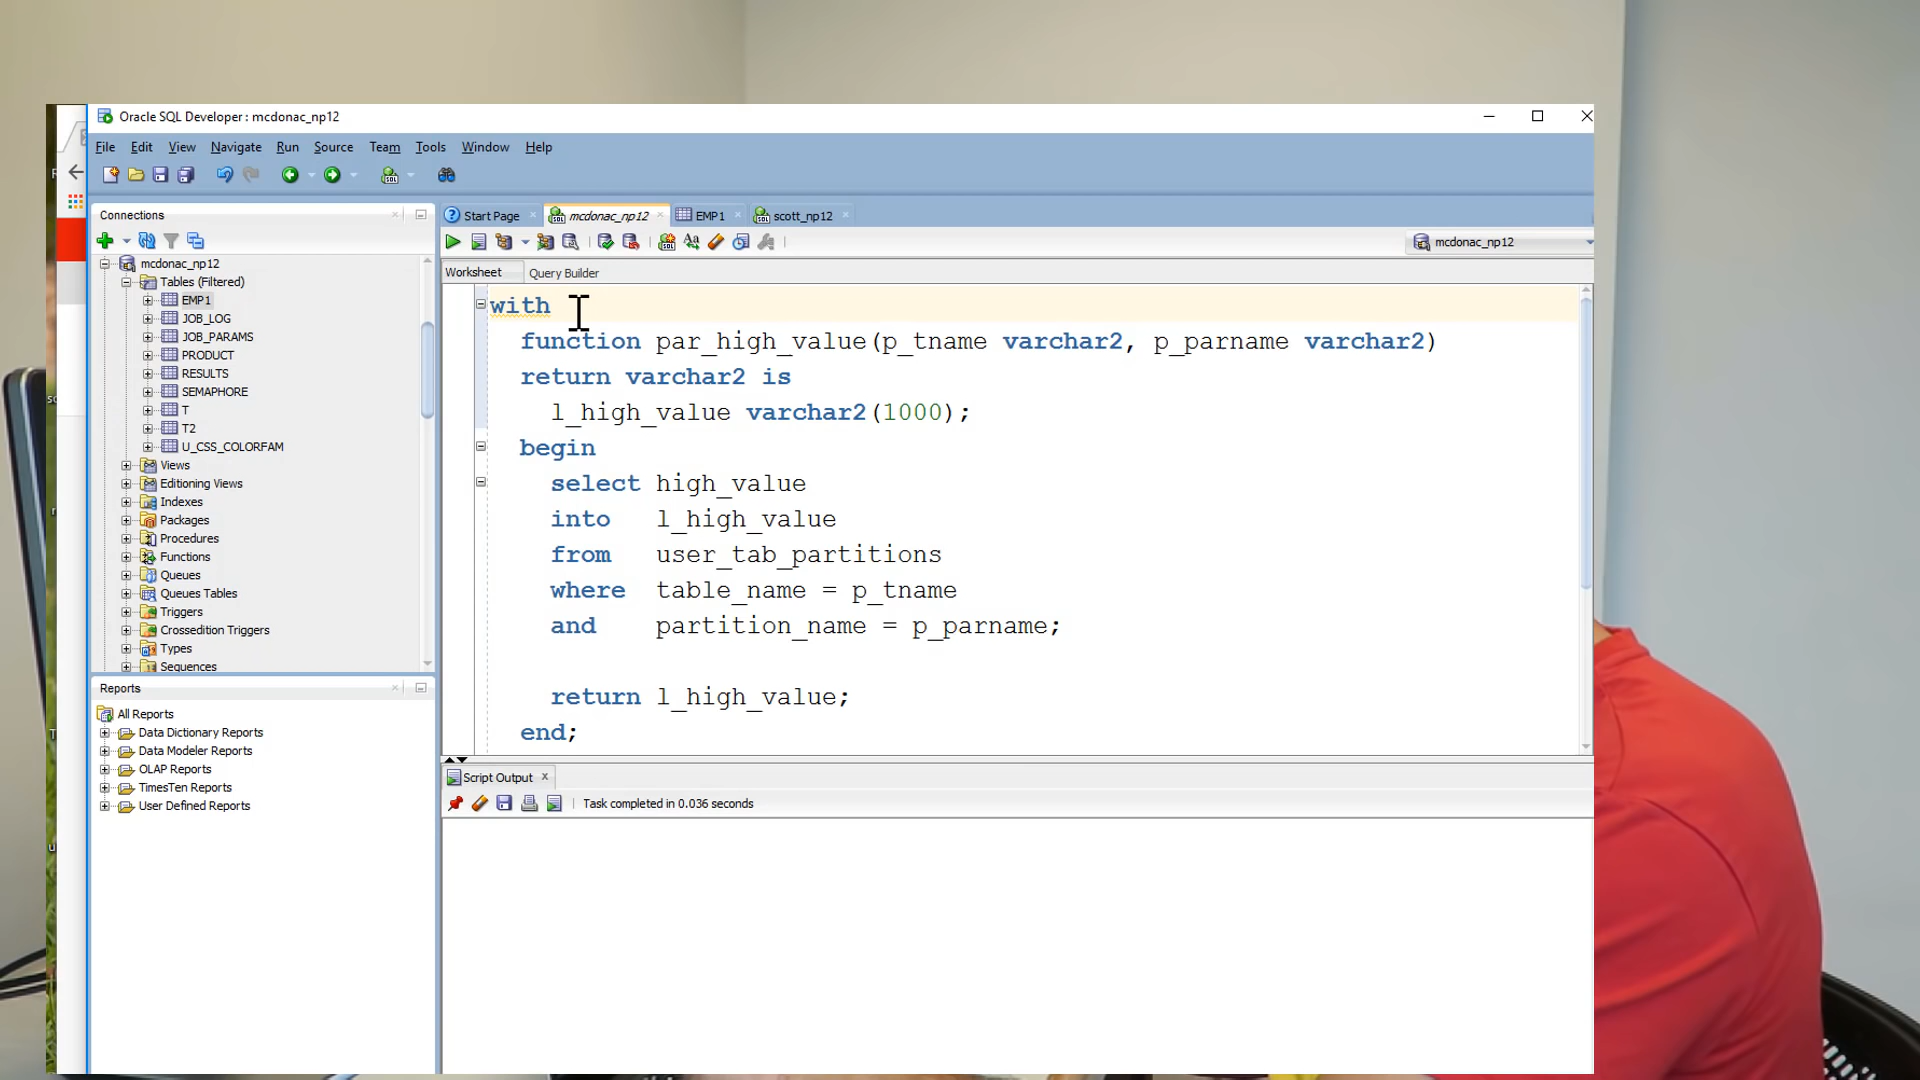 Oracle SQL Developer : mcdonac_np12
File Edit View Navigate Run Source Team Tools Window Help
Connections
Start Page mcdonac_np12 EMP1 scott_np12
mcdonac_np12
Worksheet Query Builder
mcdonac_np12
Tables (Filtered)
EMP1
JOB_LOG
JOB_PARAMS
PRODUCT
RESULTS
SEMAPHORE
T
T2
U_CSS_COLORFAM
Views
Editioning Views
Indexes
Packages
Procedures
Functions
Queues
Queues Tables
Triggers
Crossedition Triggers
Types
Sequences
with
function par_high_value(p_tname varchar2, p_parname varchar2)
return varchar2 is
l_high_value varchar2(1000);
begin
select high_value
into l_high_value
from user_tab_partitions
where table_name = p_tname
and partition_name = p_parname;
return l_high_value;
end;
Reports
All Reports
Data Dictionary Reports
Data Modeler Reports
OLAP Reports
TimesTen Reports
User Defined Reports
Script Output
Task completed in 0.036 seconds